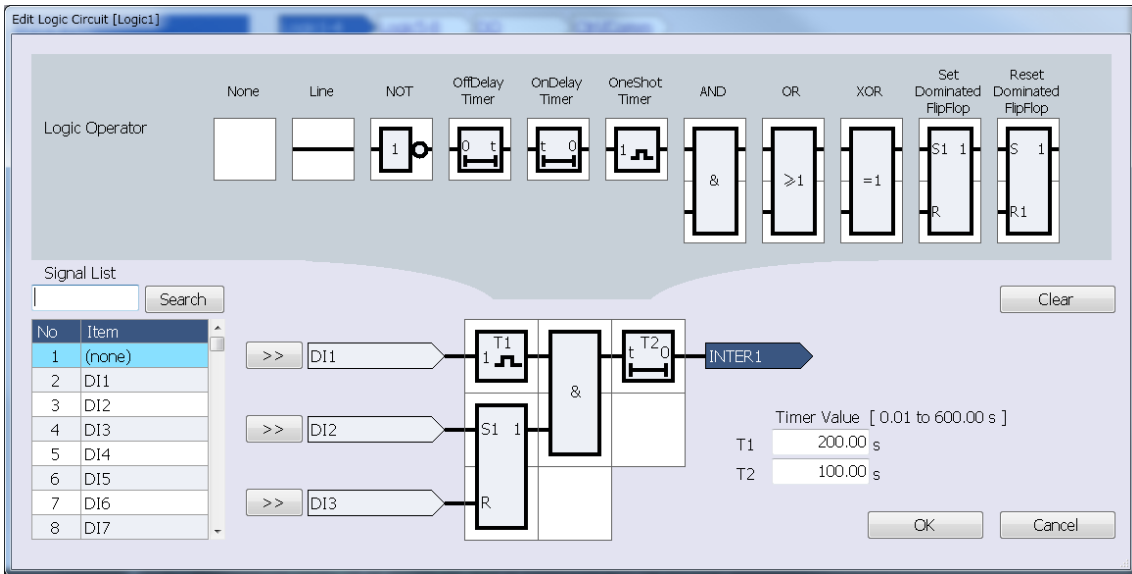 Edit Logic Circuit [Logic1]
Logic Operator
None
Line
NOT
OffDelay
Timer
OnDelay
Timer
OneShot
Timer
AND
OR
XOR
Set
Dominated
FlipFlop
Reset
Dominated
FlipFlop
1
0 t
t 0
1
&
≥1
=1
S1 1
R
S 1
R1
Signal List
Search
Clear
No Item
1 (none)
2 DI1
3 DI2
4 DI3
5 DI4
6 DI5
7 DI6
8 DI7
>> DI1
T1
1
&
T2
t 0
INTER1
>> DI2
S1 1
>> DI3
R
Timer Value [ 0.01 to 600.00 s ]
T1 200.00 s
T2 100.00 s
OK
Cancel